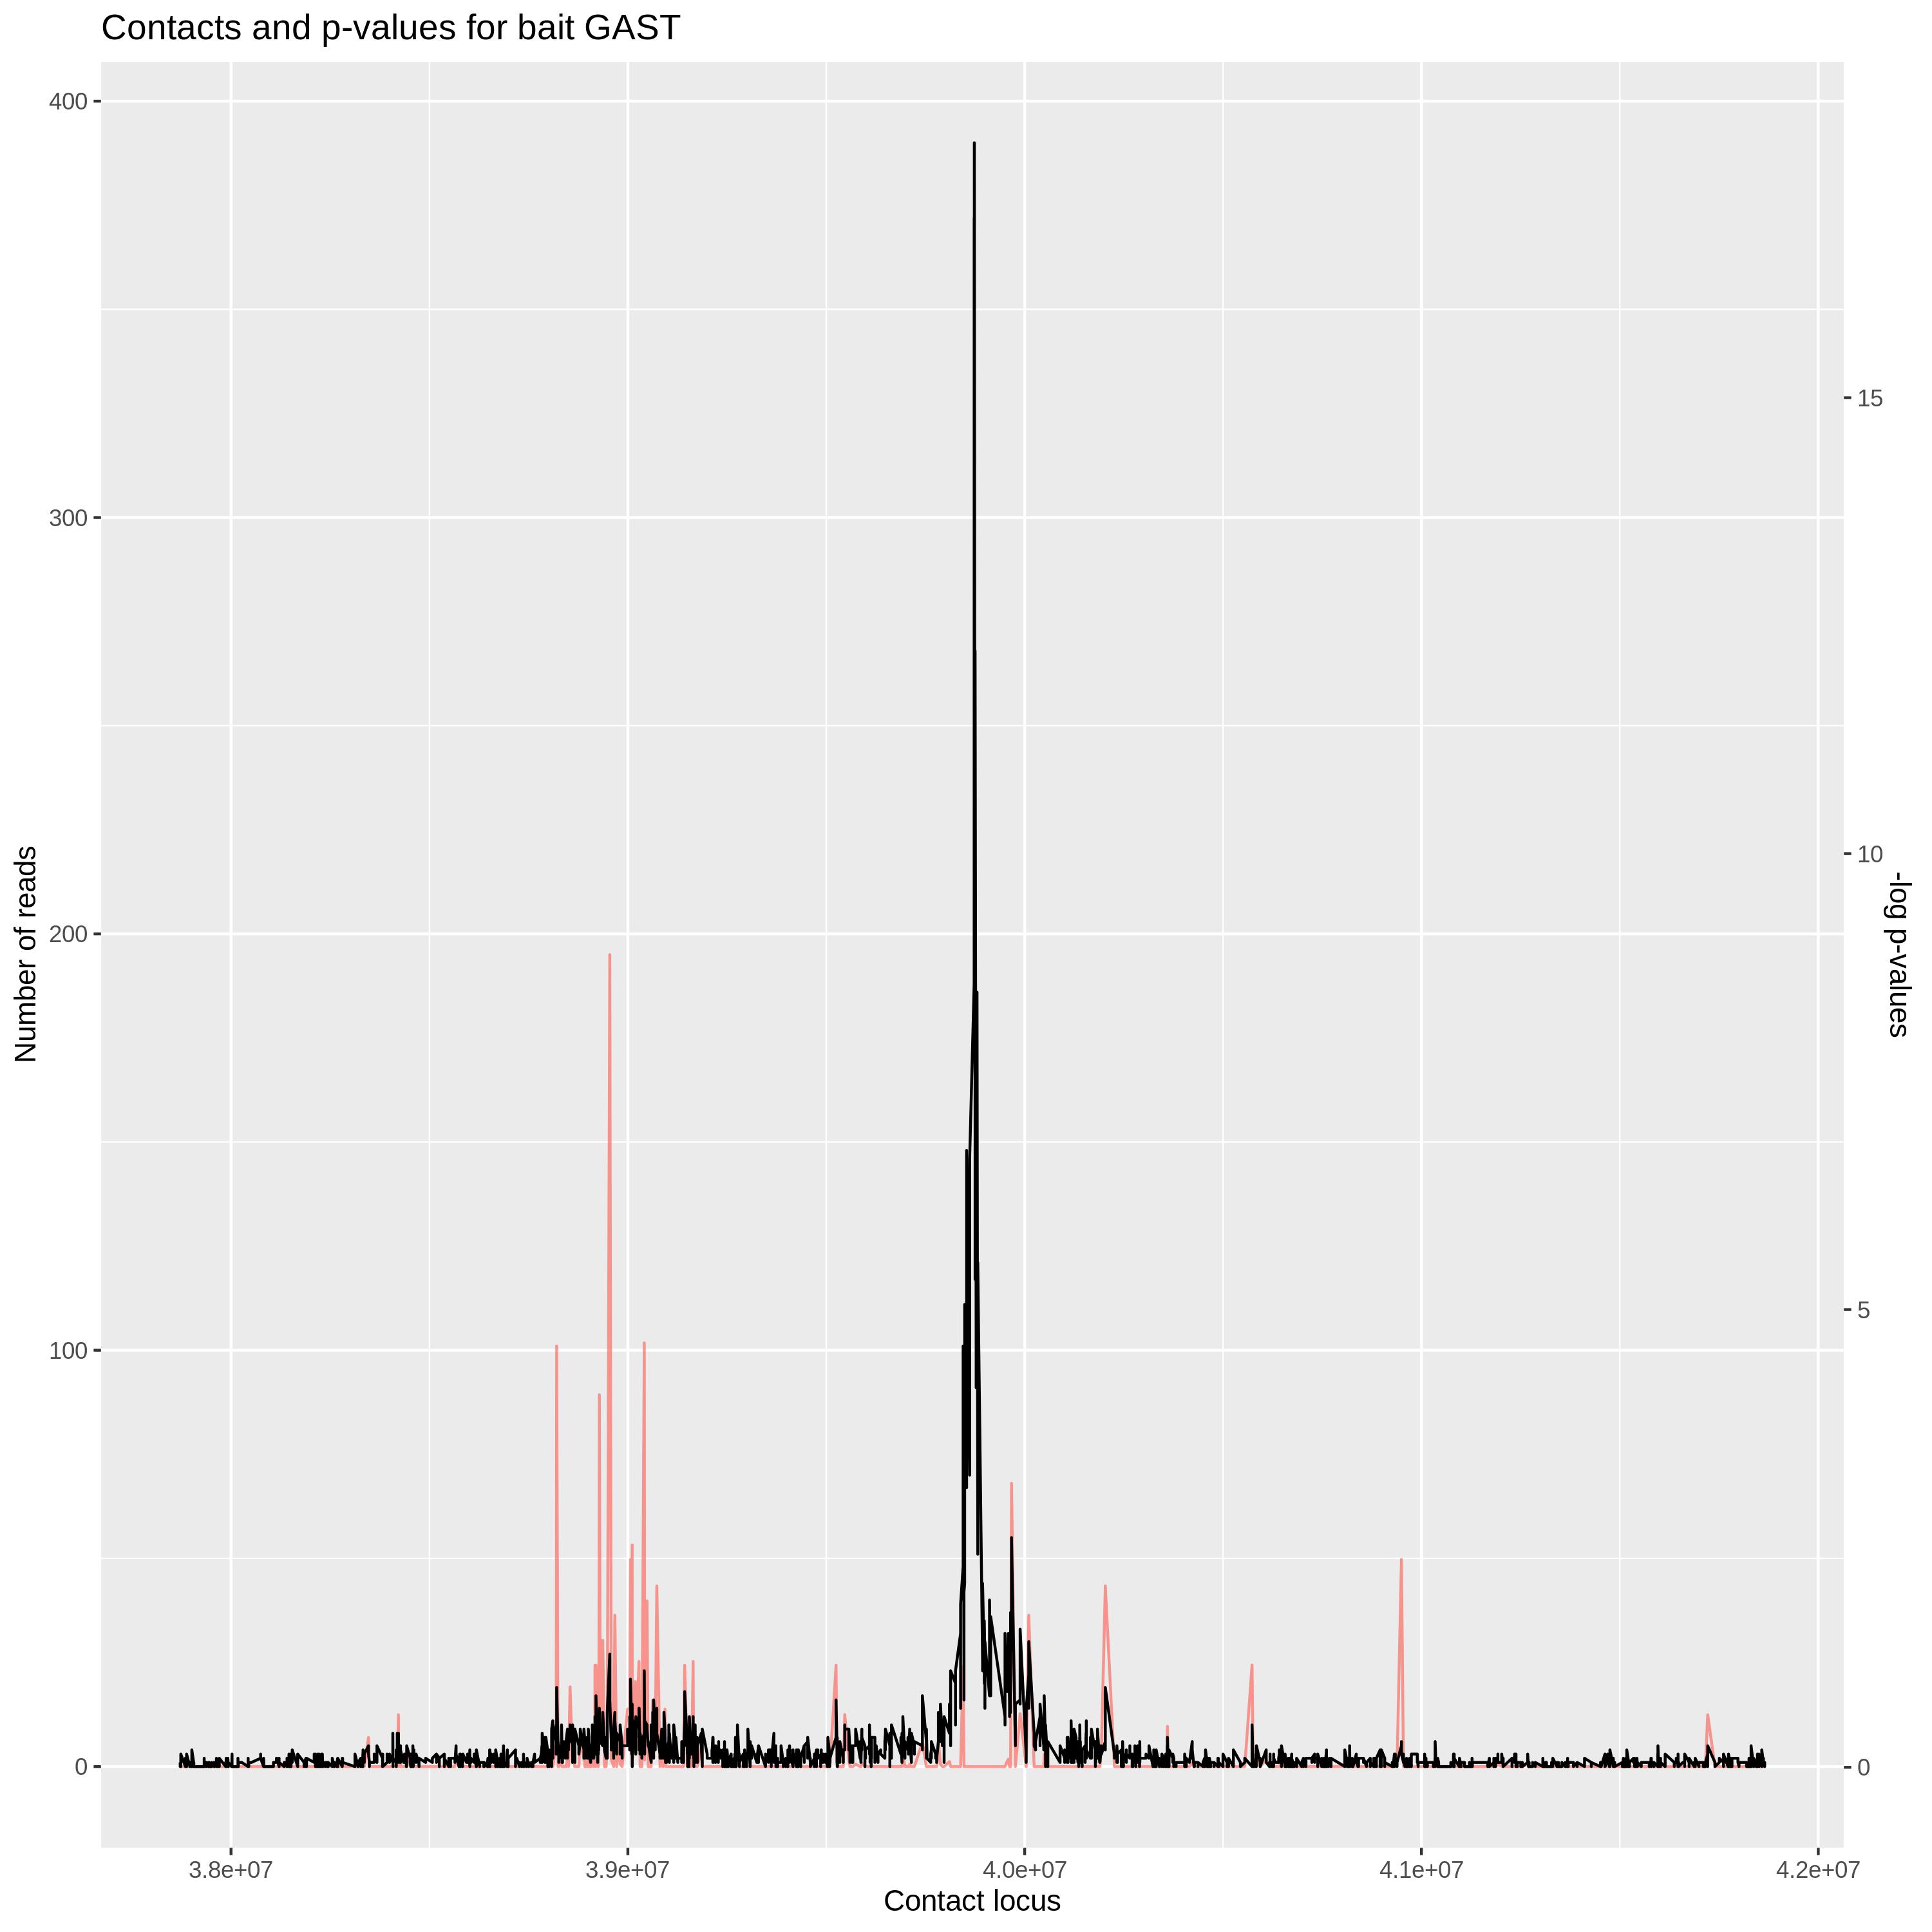 Contacts and p-values for bait GAST
400
300
200
100
0
Number of reads
15
10
5
0
-log p-values
3.8e+07
3.9e+07
4.0e+07
4.1e+07
4.2e+07
Contact locus